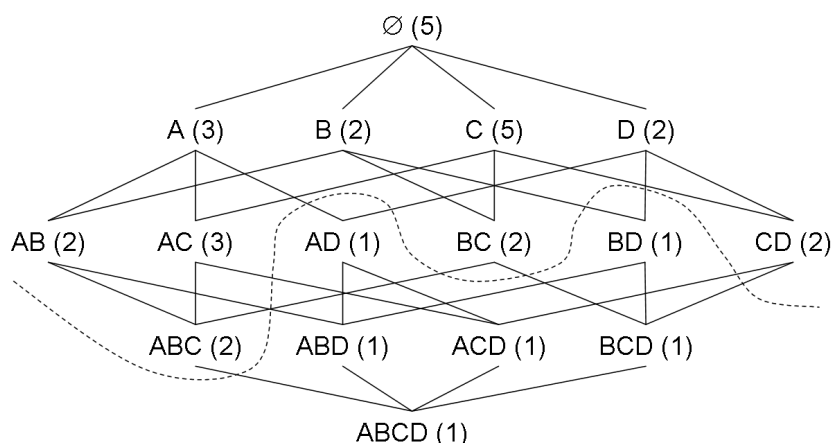 ∅ (5)
A (3) B (2) C (5) D (2)
AB (2) AC (3) AD (1) BC (2) BD (1) CD (2)
ABC (2) ABD (1) ACD (1) BCD (1)
ABCD (1)